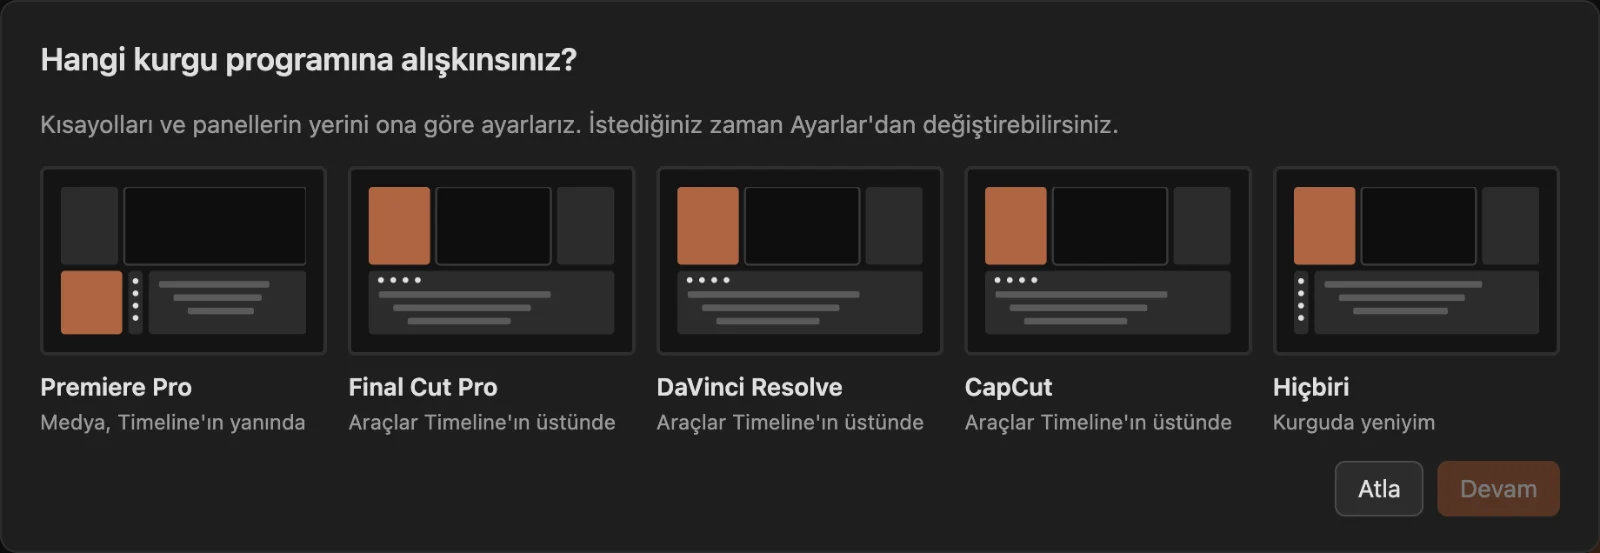 Hangi kurgu programına alışkınsınız?
Kısayolları ve panellerin yerini ona göre ayarlarız. İstediğiniz zaman Ayarlar'dan değiştirebilirsiniz.
Premiere Pro
Medya, Timeline'ın yanında
Final Cut Pro
Araçlar Timeline'ın üstünde
DaVinci Resolve
Araçlar Timeline'ın üstünde
CapCut
Araçlar Timeline'ın üstünde
Hiçbiri
Kurguda yeniyim
Atla
Devam